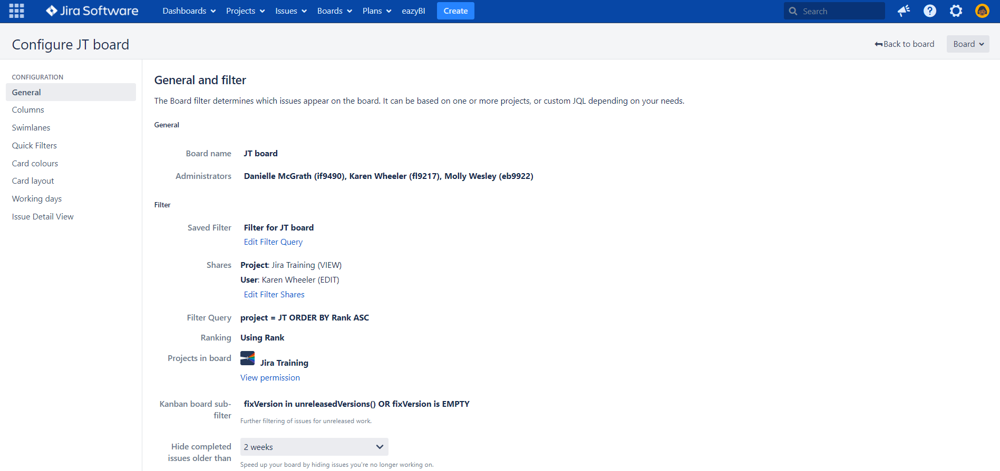 Jira Software Dashboards Projects Issues Boards Plans eazyBI Create Search
Configure JT board
Back to board Board
CONFIGURATION
General
Columns
Swimlanes
Quick Filters
Card colours
Card layout
Working days
Issue Detail View
General and filter
The Board filter determines which issues appear on the board. It can be based on one or more projects, or custom JQL depending on your needs.
General
Board name JT board
Administrators Danielle McGrath (if9490), Karen Wheeler (fl9217), Molly Wesley (eb9922)
Filter
Saved Filter Filter for JT board
Edit Filter Query
Shares Project: Jira Training (VIEW)
User: Karen Wheeler (EDIT)
Edit Filter Shares
Filter Query project = JT ORDER BY Rank ASC
Ranking Using Rank
Projects in board Jira Training
View permission
Kanban board sub-
filter
fixVersion in unreleasedVersions() OR fixVersion is EMPTY
Further filtering of issues for unreleased work.
Hide completed
issues older than
2 weeks
Speed up your board by hiding issues you're no longer working on.